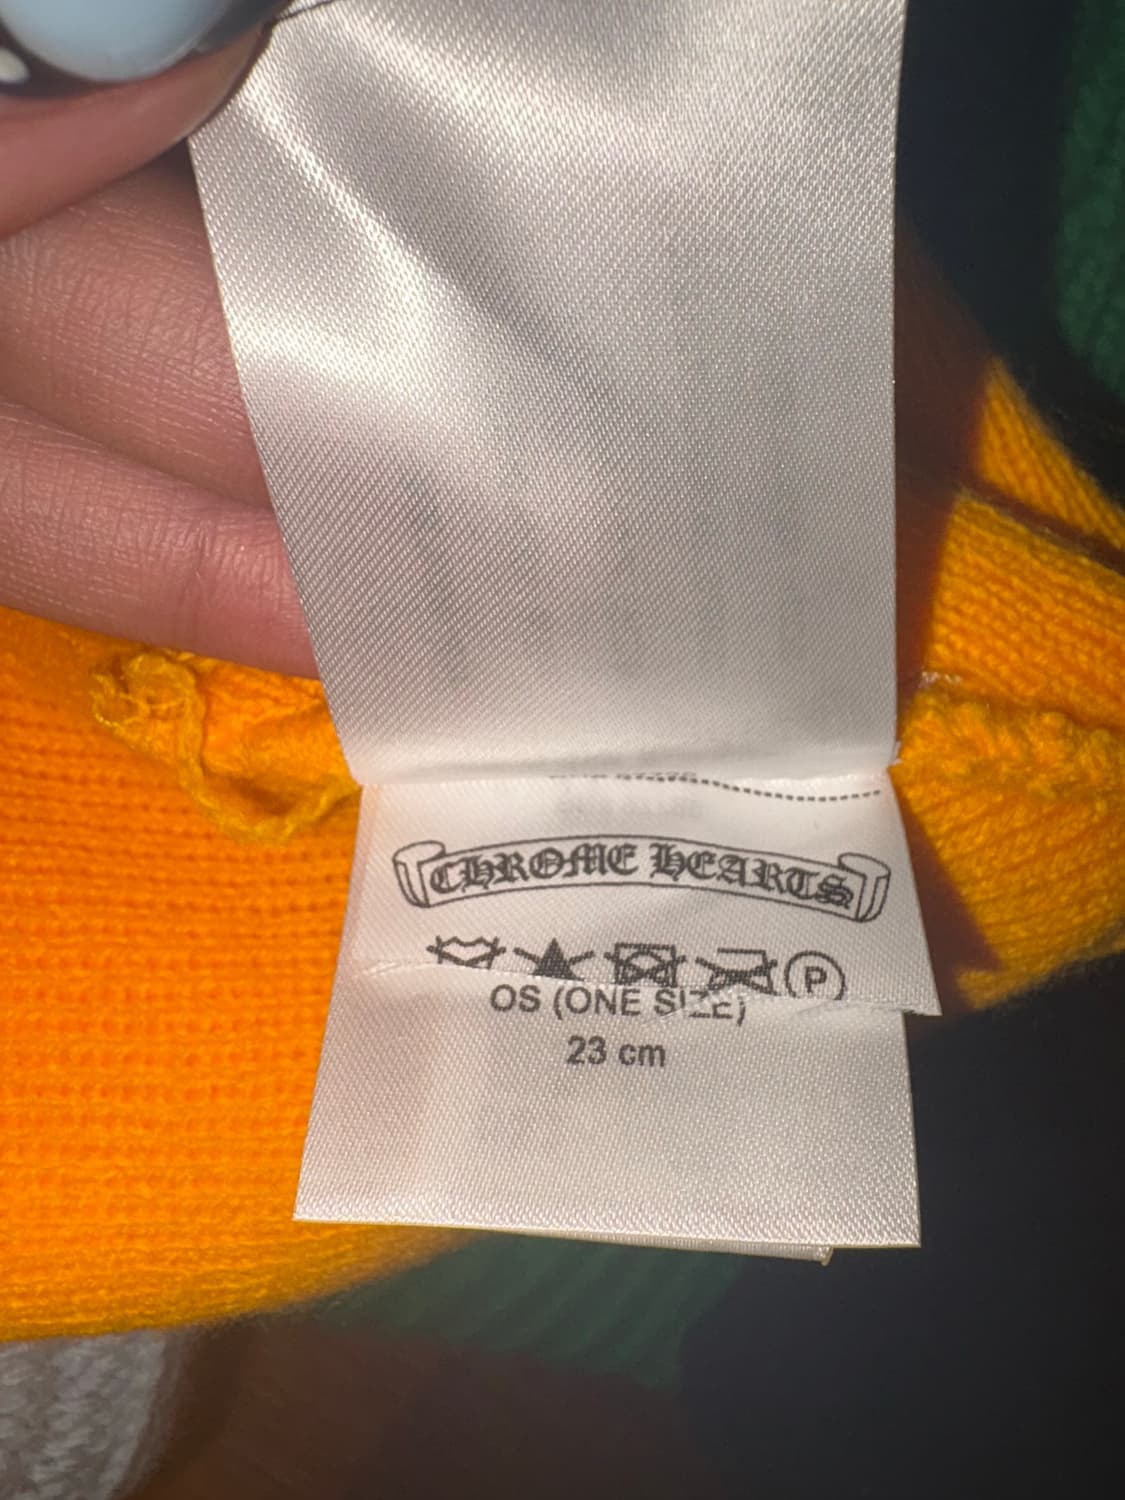 CHROME HEARTS
P
OS (ONE SIZE)
23 cm